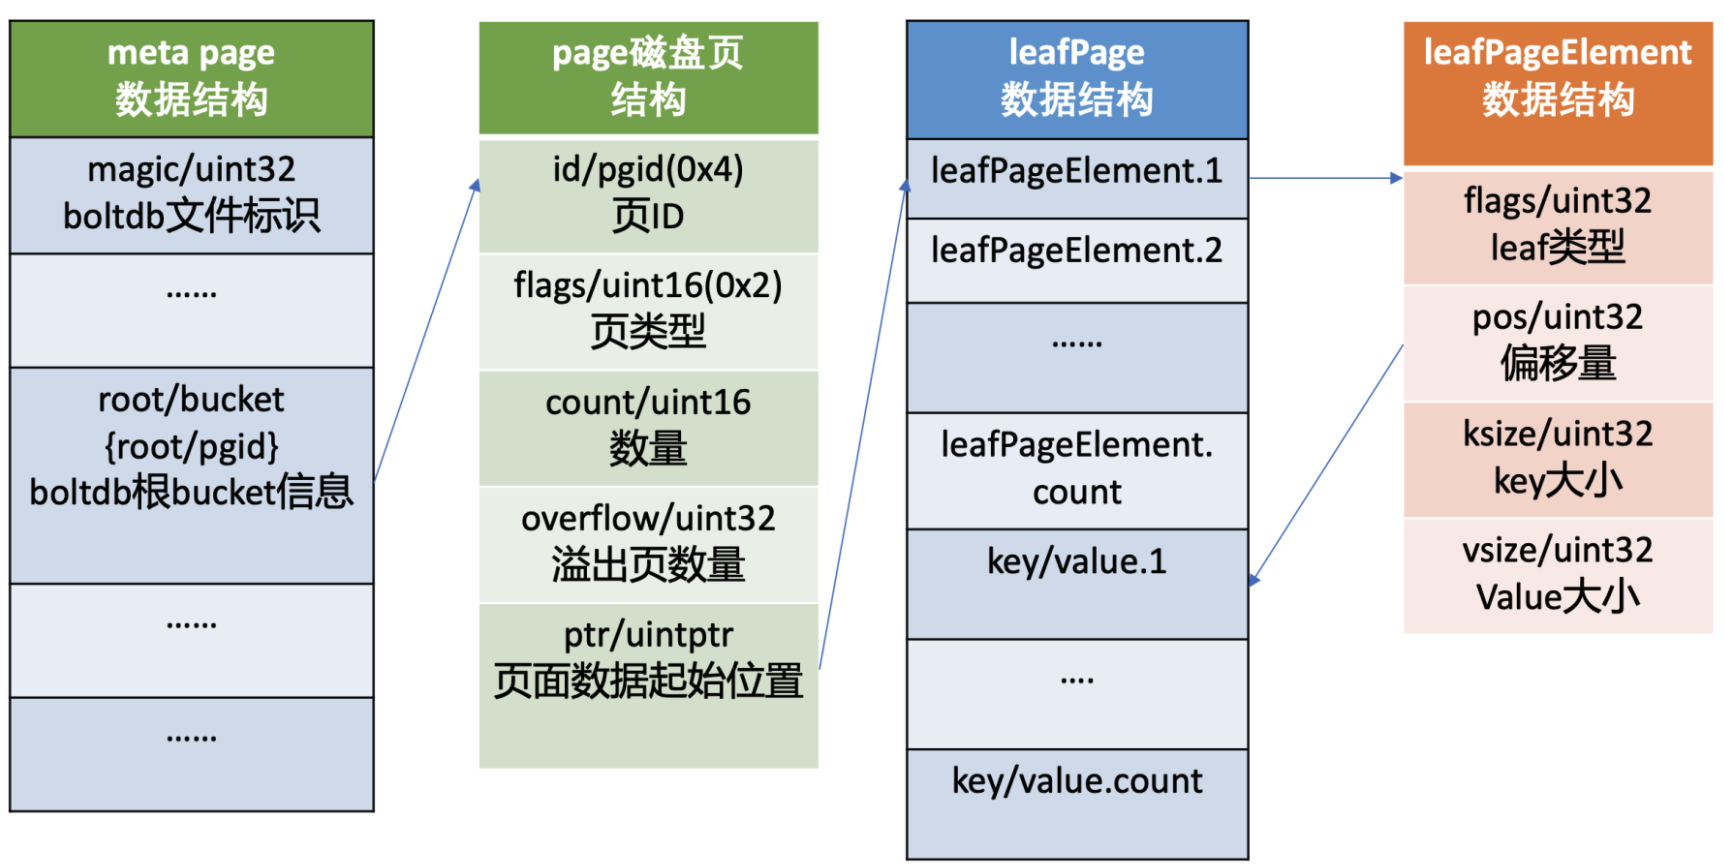 meta page
数据结构
magic/uint32
boltdb文件标识
……
root/bucket
{root/pgid}
boltdb根bucket信息
……
……
page磁盘页
结构
id/pgid(0x4)
页ID
flags/uint16(0x2)
页类型
count/uint16
数量
overflow/uint32
溢出页数量
ptr/uintptr
页面数据起始位置
leafPage
数据结构
leafPageElement.1
leafPageElement.2
……
leafPageElement.
count
key/value.1
….
key/value.count
leafPageElement
数据结构
flags/uint32
leaf类型
pos/uint32
偏移量
ksize/uint32
key大小
vsize/uint32
Value大小